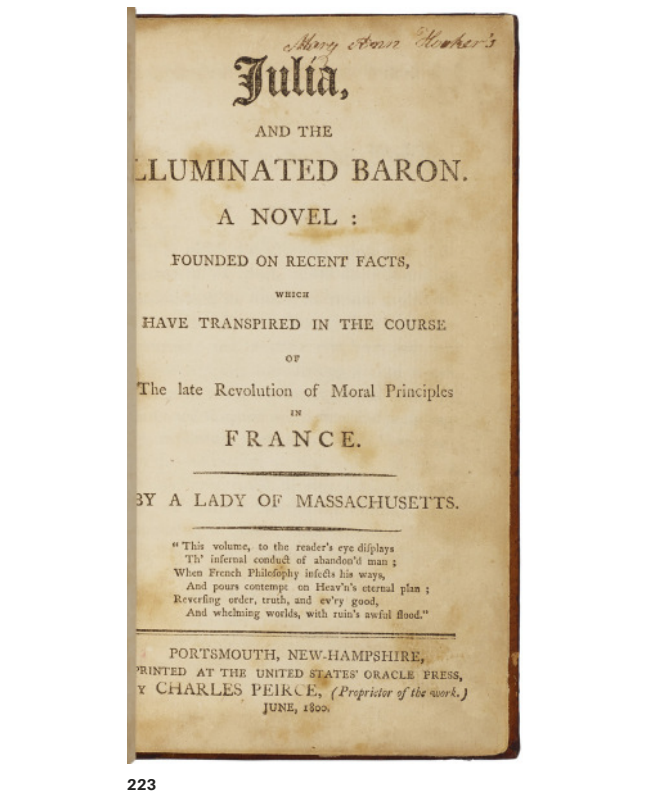 Mary Ann Hooker's
Julia,
AND THE
LLUMINATED BARON.
A NOVEL :
FOUNDED ON RECENT FACTS,
WHICH
HAVE TRANSPIRED IN THE COURSE
OF
The late Revolution of Moral Principles
IN
FRANCE.
BY A LADY OF MASSACHUSETTS.
" This volume, to the reader's eye diſplays
Th' infernal conduct of abandon'd man ;
When French Philoſophy infects his ways,
And pours contempt on Heav'n's eternal plan ;
Reverſing order, truth, and ev'ry good,
And whelming worlds, with ruin's awful flood."
PORTSMOUTH, NEW-HAMPSHIRE,
PRINTED AT THE UNITED STATES' ORACLE PRESS,
Y CHARLES PEIRCE, (Proprietor of the work.)
JUNE, 1800.
223